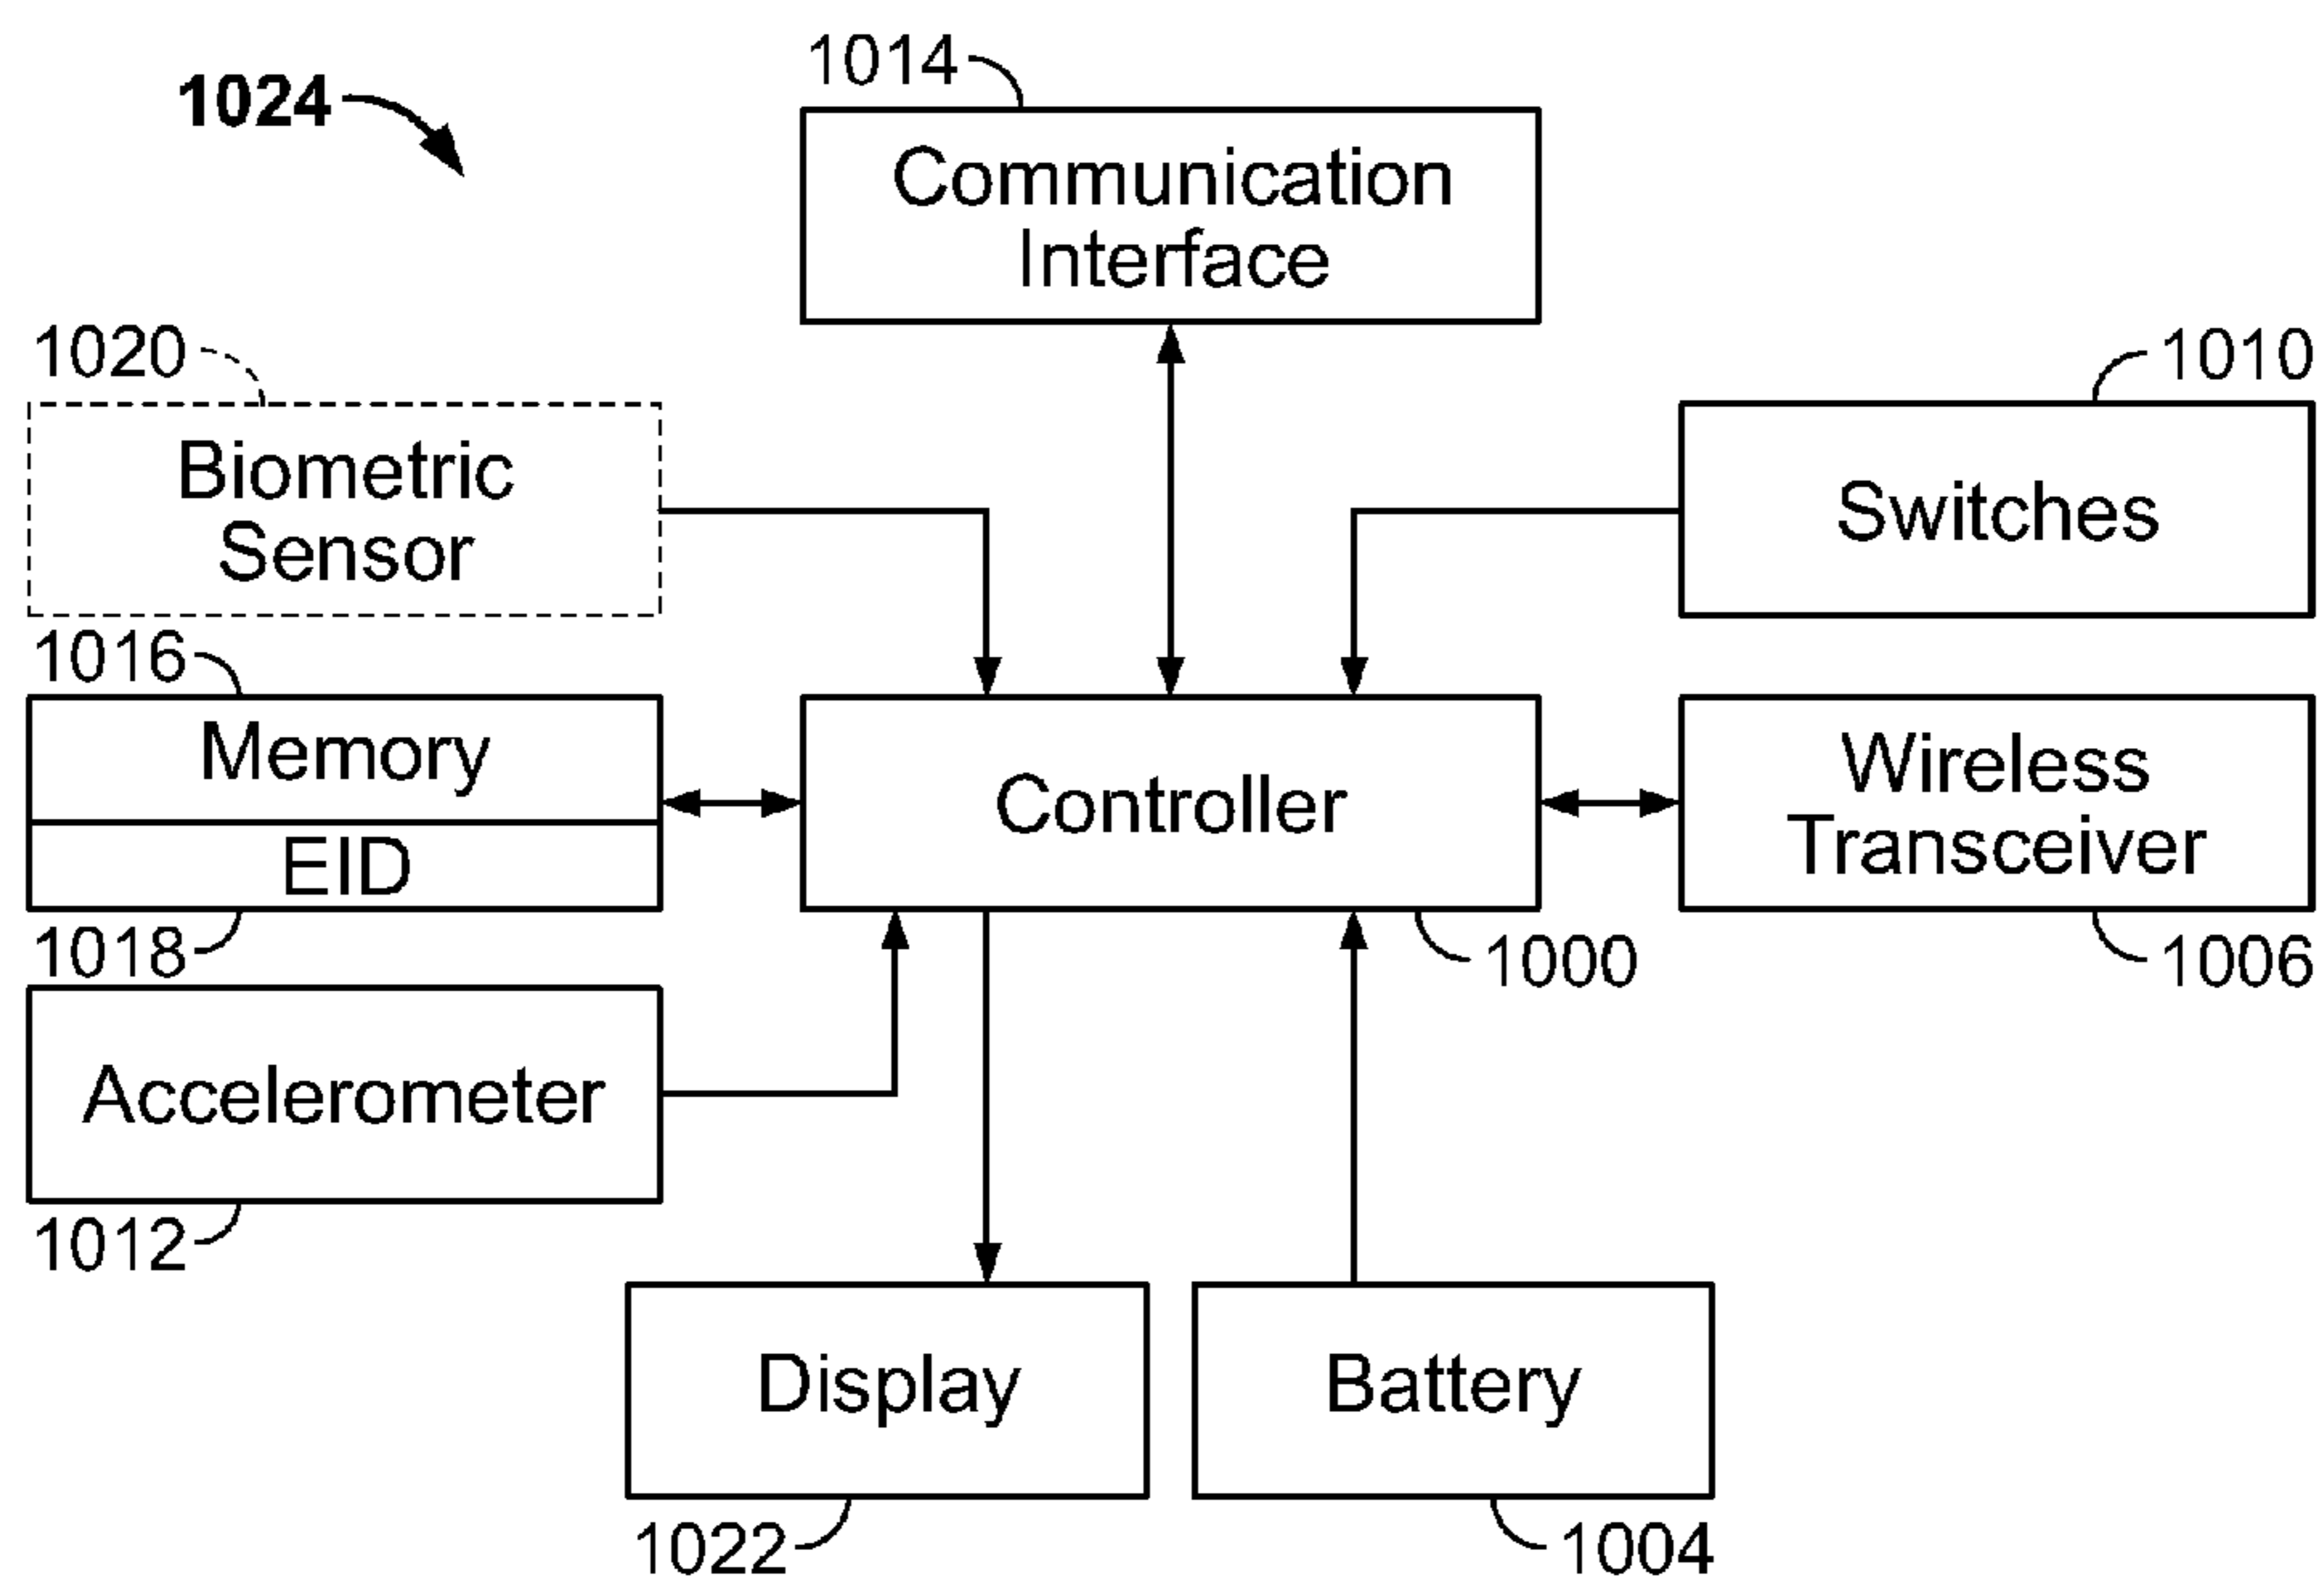 1014
1024
Communication
Interface
1020
1010
Biometric
Sensor
Switches
1016
Memory
EID
Controller
Wireless
Transceiver
1018
1000
1006
Accelerometer
1012
Display
Battery
1022
1004